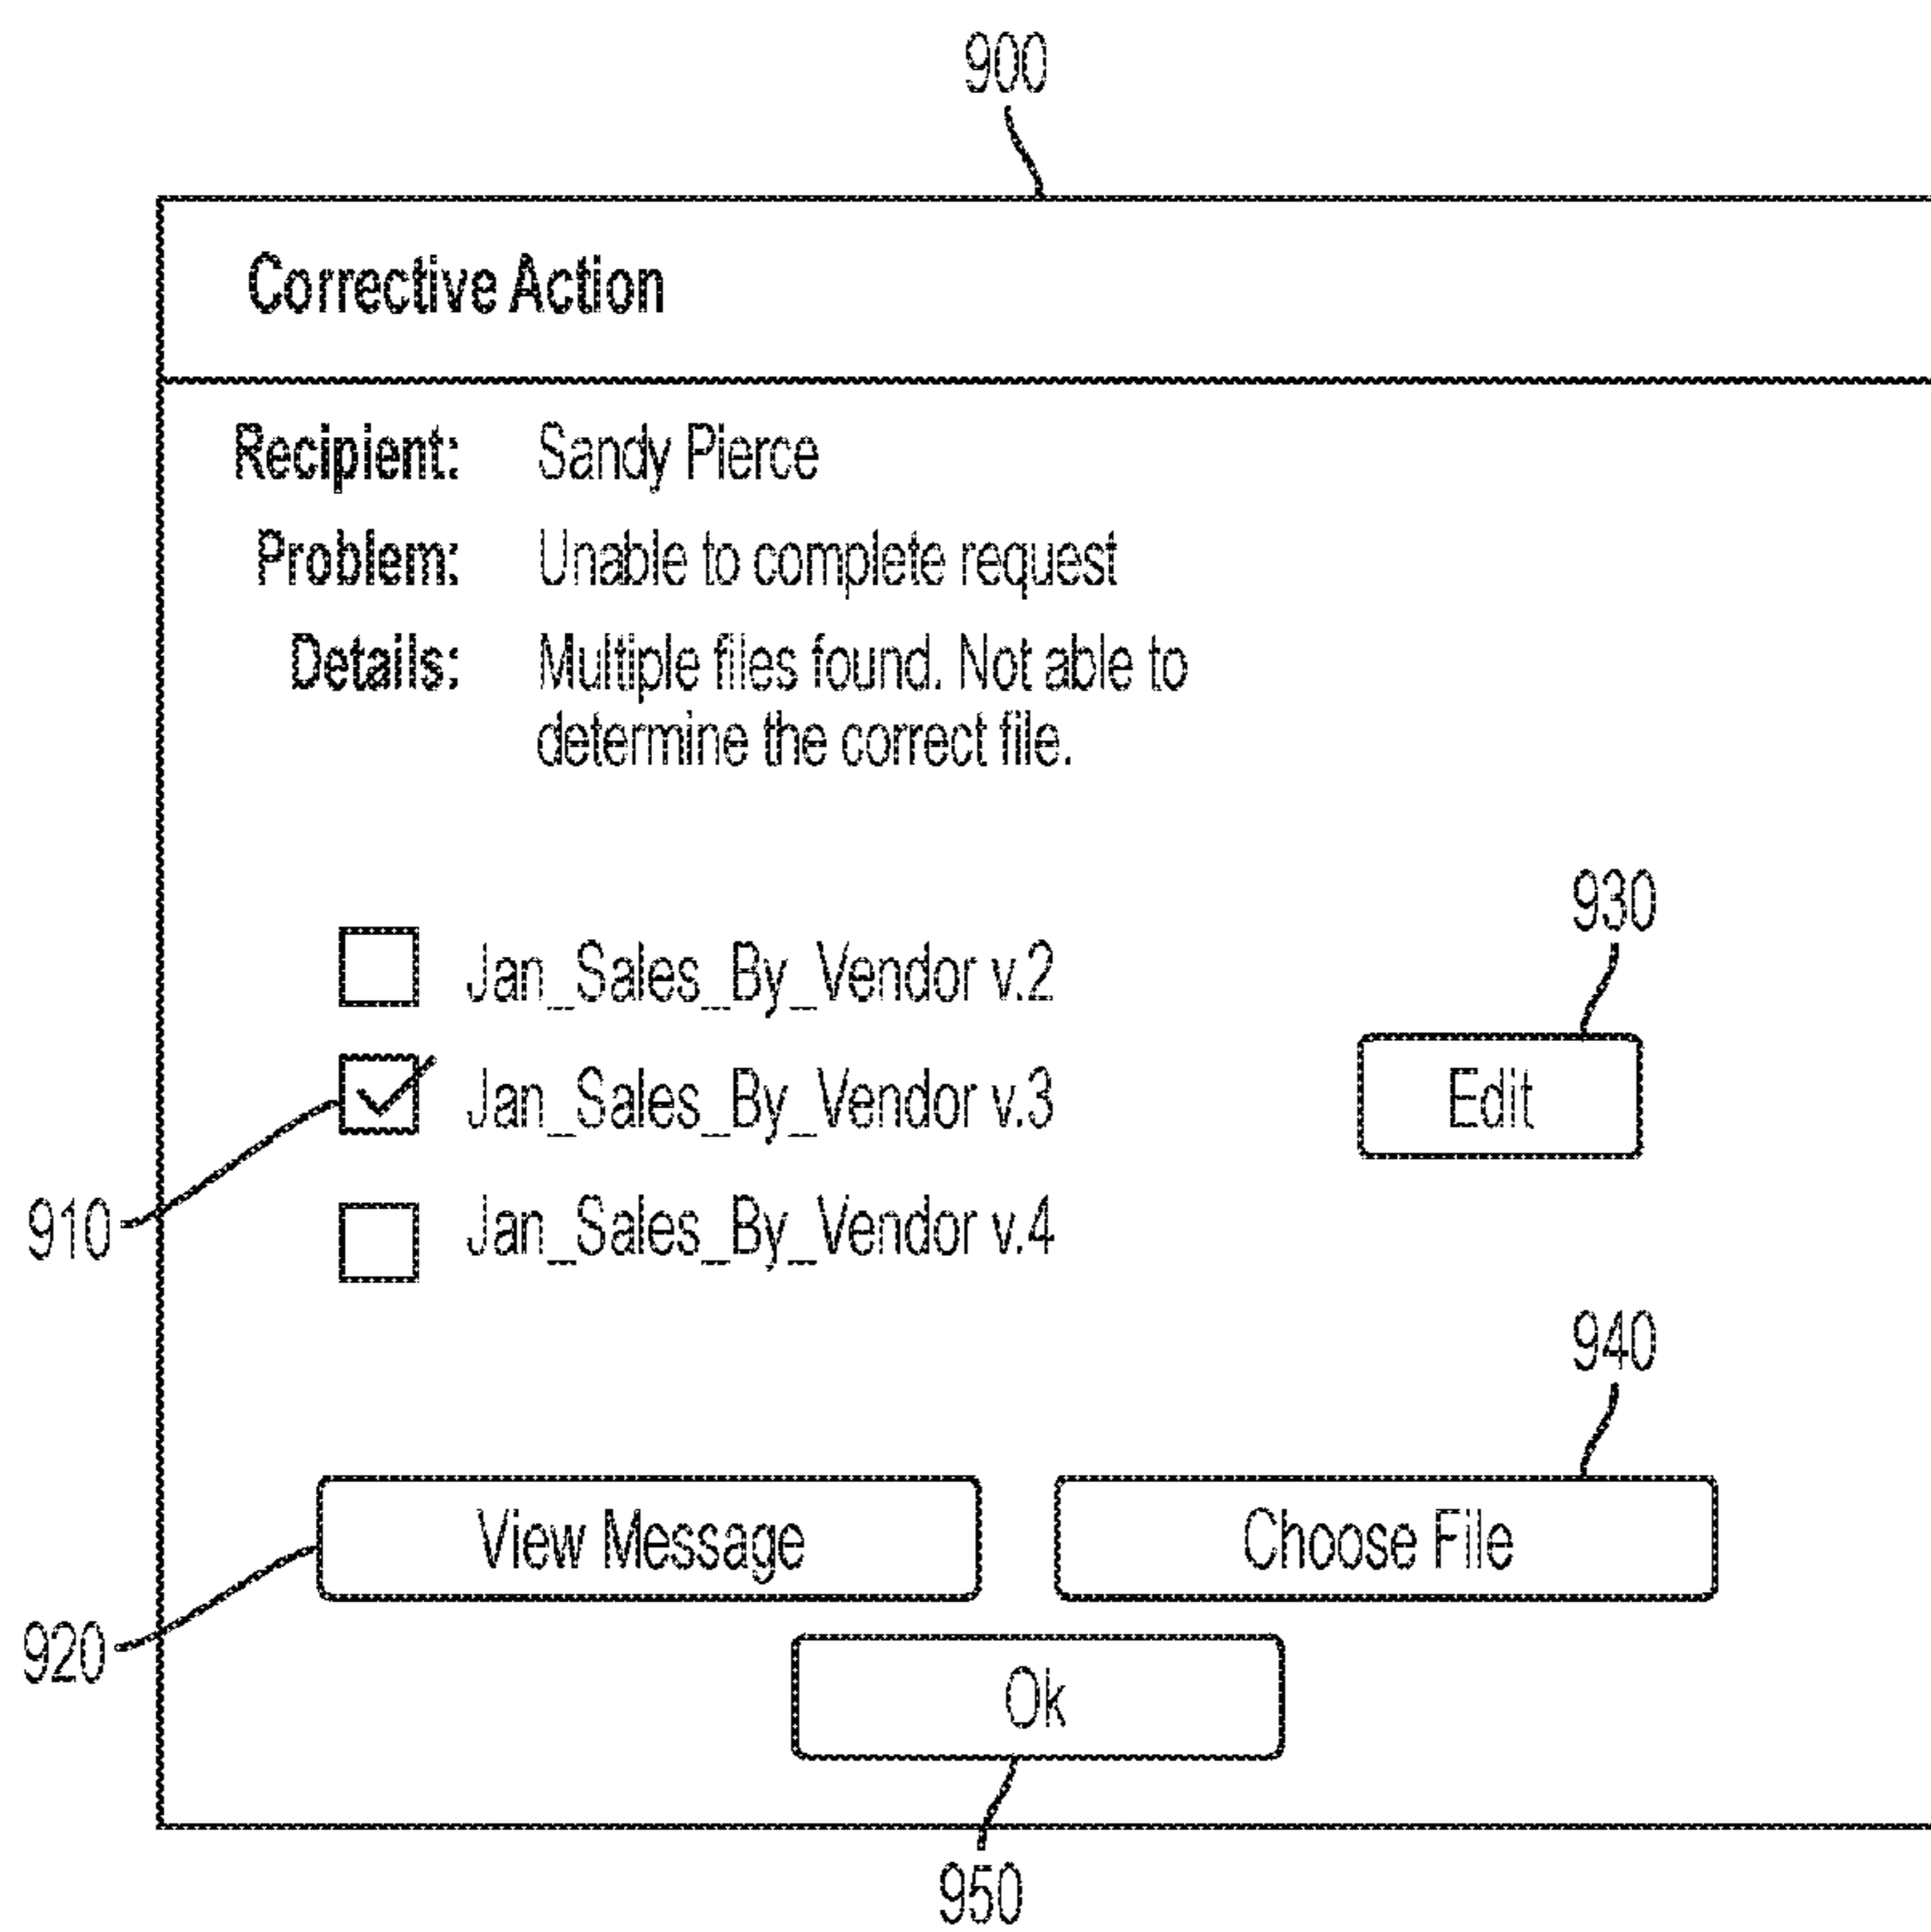 900
Corrective Action
Recipient: Sandy Pierce
Problem: Unable to complete request
Details: Multiple files found. Not able to
determine the correct file.
930
Jan_Sales_By_Vendor v.2
Jan_Sales_By_Vendor v.3 Edit
910
Jan_Sales_By_Vendor v.4
940
View Message Choose File
920
Ok
950